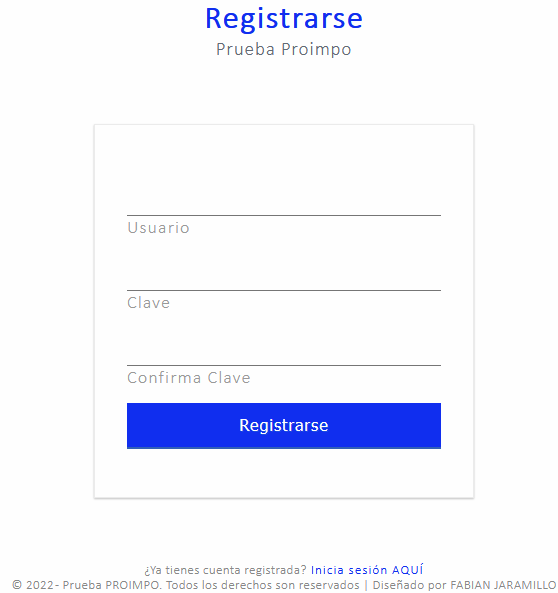 Registrarse
Prueba Proimpo
Usuario
Clave
Confirma Clave
Registrarse
¿Ya tienes cuenta registrada? Inicia sesión AQUÍ
© 2022- Prueba PROIMPO. Todos los derechos son reservados | Diseñado por FABIAN JARAMILLO